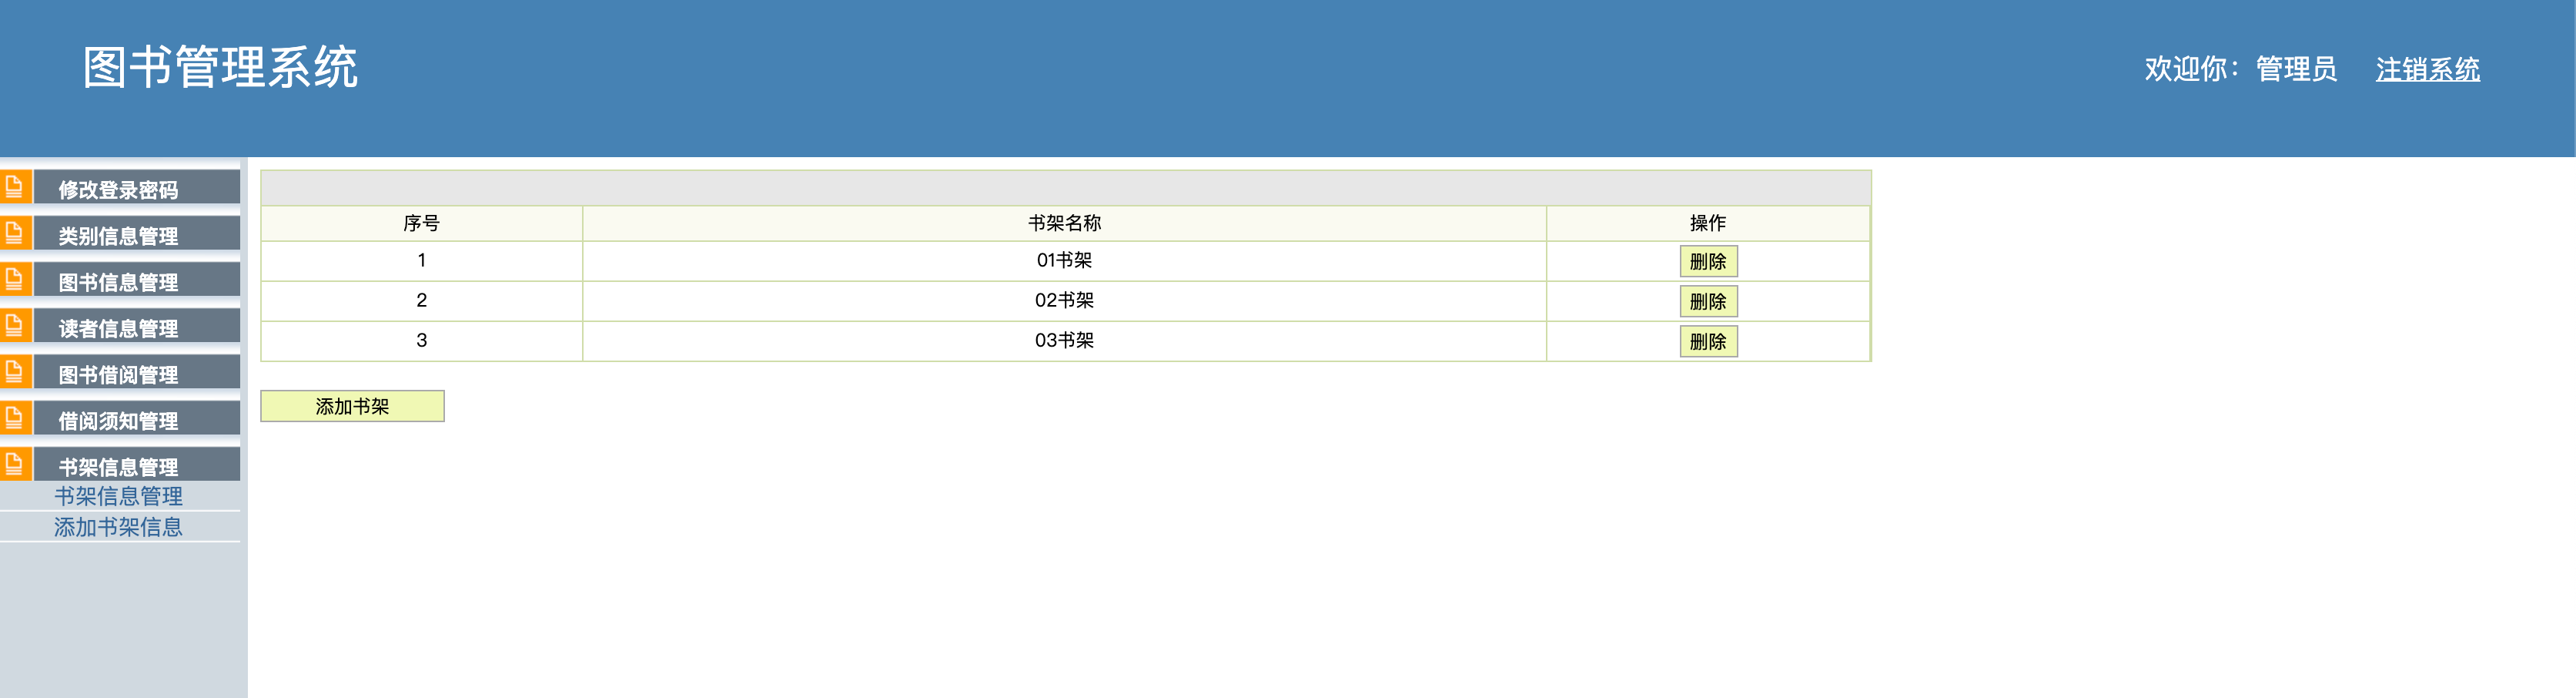 图书管理系统
欢迎你：管理员 注销系统
修改登录密码
类别信息管理
图书信息管理
读者信息管理
图书借阅管理
借阅须知管理
书架信息管理
书架信息管理
添加书架信息
序号 书架名称 操作
1 01书架 删除
2 02书架 删除
3 03书架 删除
添加书架